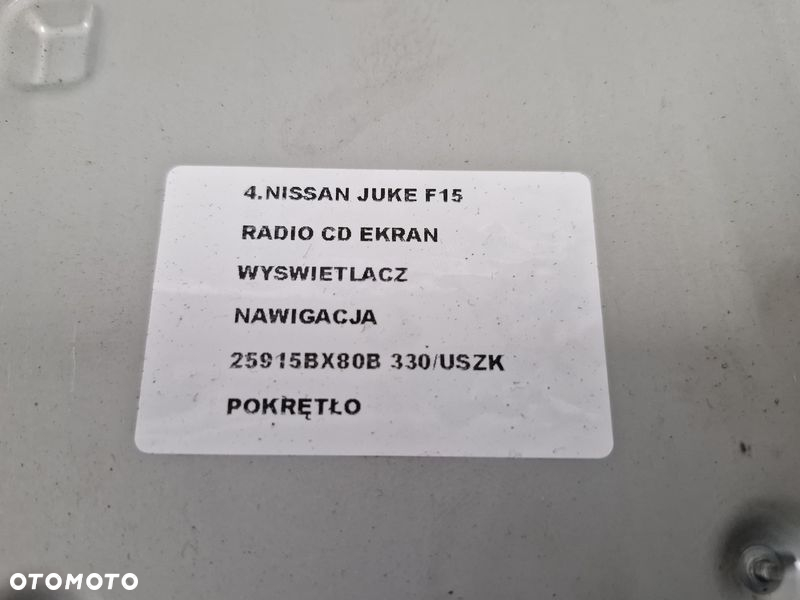 4.NISSAN JUKE F15
RADIO CD EKRAN
WYSWIETLACZ
NAWIGACJA
25915BX80B 330/USZK
POKRĘTŁO
OTOMOTO